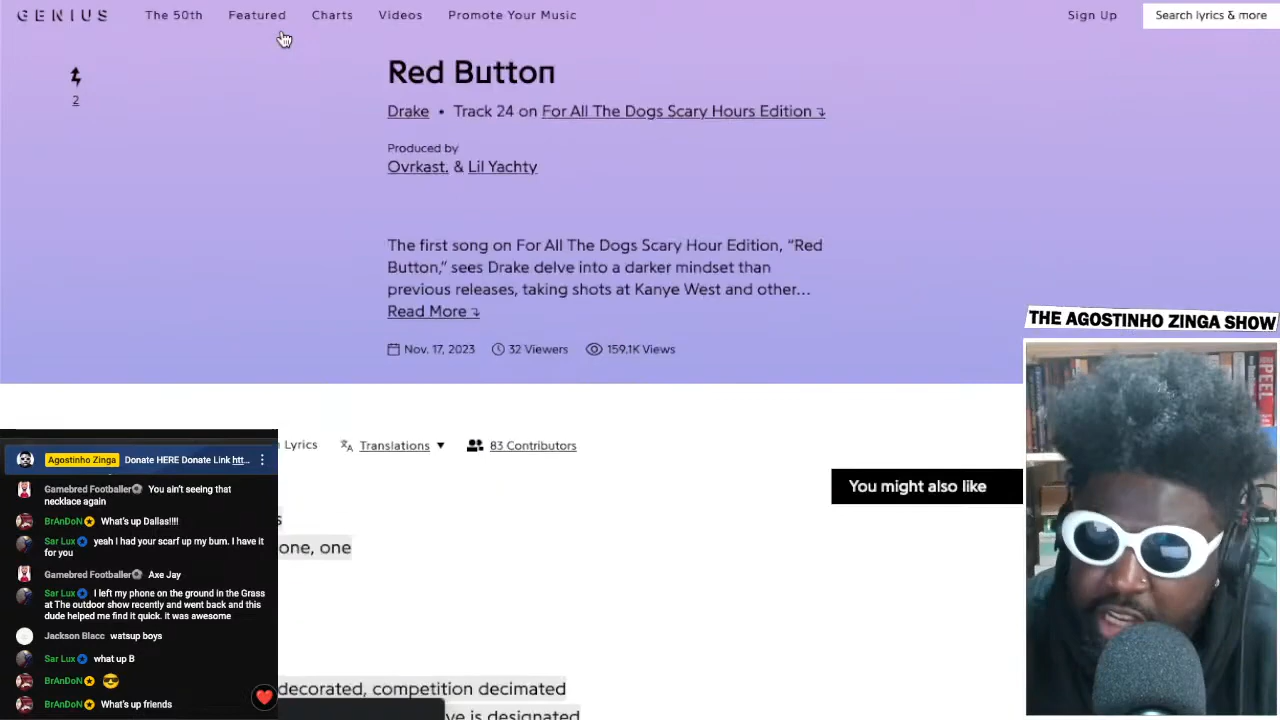 GENIUS The 50th Featured Charts Videos Promote Your Music Sign Up Search lyrics & more
2
Red Button
Drake • Track 24 on For All The Dogs Scary Hours Edition
Produced by
Ovrkast. & Lil Yachty
The first song on For All The Dogs Scary Hour Edition, “Red
Button,” sees Drake delve into a darker mindset than
previous releases, taking shots at Kanye West and other...
Read More
Nov. 17, 2023 32 Viewers 159.1K Views
THE AGOSTINHO ZINGA SHOW
PEEL
Lyrics Translations 83 Contributors
You might also like
one, one
decorated, competition decimated
is designated
Agostinho Zinga Donate HERE Donate Link htt...
Gamebred Footballer You ain't seeing that
necklace again
BrAnDoN What's up Dallas!!!!
Sar Lux yeah I had your scarf up my bum. I have it
for you
Gamebred Footballer Axe Jay
Sar Lux I left my phone on the ground in the Grass
at The outdoor show recently and went back and this
dude helped me find it quick. it was awesome
Jackson Blacc watsup boys
Sar Lux what up B
BrAnDoN 😎
BrAnDoN What's up friends